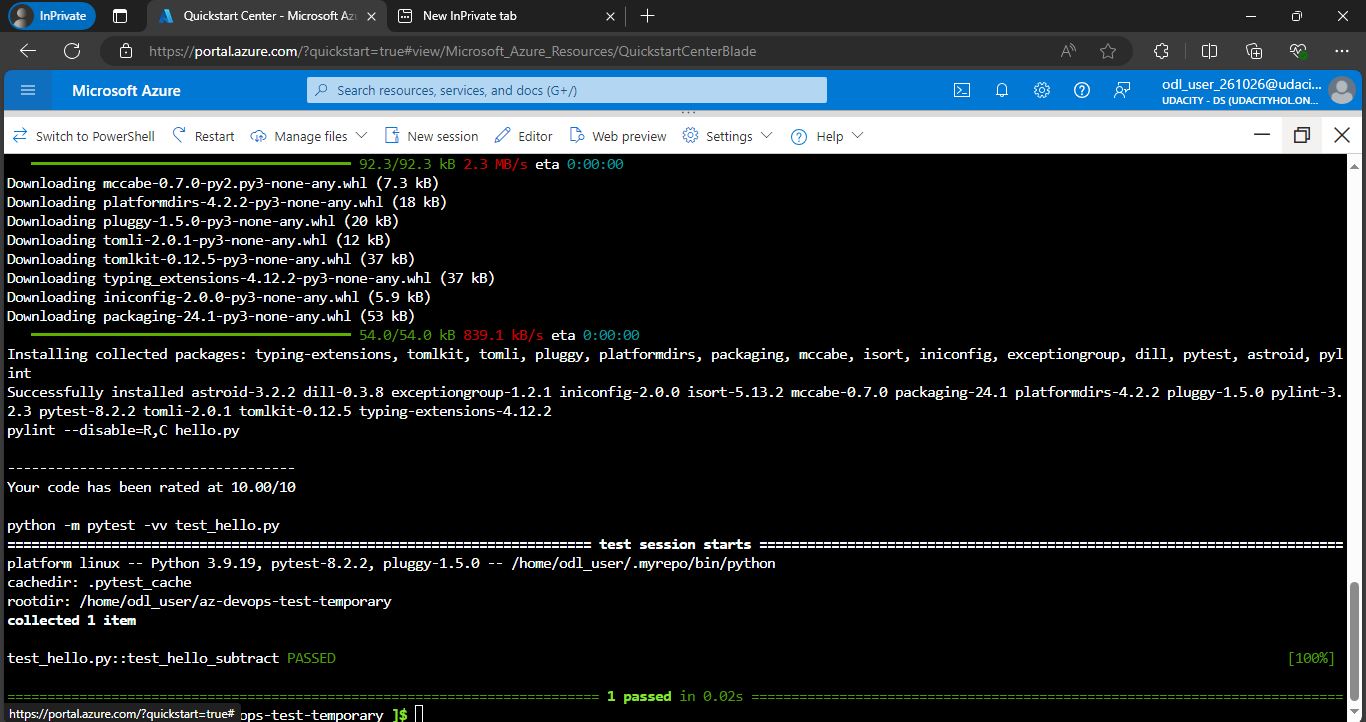 InPrivate
Quickstart Center - Microsoft Az
New InPrivate tab
https://portal.azure.com/?quickstart=true#view/Microsoft_Azure_Resources/QuickstartCenterBlade
Microsoft Azure
Search resources, services, and docs (G+/)
odl_user_261026@udaci...
UDACITY - DS (UDACITYHOL.ON...
Switch to PowerShell
Restart
Manage files
New session
Editor
Web preview
Settings
Help
92.3/92.3 kB 2.3 MB/s eta 0:00:00
Downloading mccabe-0.7.0-py2.py3-none-any.whl (7.3 kB)
Downloading platformdirs-4.2.2-py3-none-any.whl (18 kB)
Downloading pluggy-1.5.0-py3-none-any.whl (20 kB)
Downloading tomli-2.0.1-py3-none-any.whl (12 kB)
Downloading tomlkit-0.12.5-py3-none-any.whl (37 kB)
Downloading typing_extensions-4.12.2-py3-none-any.whl (37 kB)
Downloading iniconfig-2.0.0-py3-none-any.whl (5.9 kB)
Downloading packaging-24.1-py3-none-any.whl (53 kB)
54.0/54.0 kB 839.1 kB/s eta 0:00:00
Installing collected packages: typing-extensions, tomlkit, tomli, pluggy, platformdirs, packaging, mccabe, isort, iniconfig, exceptiongroup, dill, pytest, astroid, pyl
int
Successfully installed astroid-3.2.2 dill-0.3.8 exceptiongroup-1.2.1 iniconfig-2.0.0 isort-5.13.2 mccabe-0.7.0 packaging-24.1 platformdirs-4.2.2 pluggy-1.5.0 pylint-3.
2.3 pytest-8.2.2 tomli-2.0.1 tomlkit-0.12.5 typing-extensions-4.12.2
pylint --disable=R,C hello.py
------------------------------------
Your code has been rated at 10.00/10
python -m pytest -vv test_hello.py
test session starts
platform linux -- Python 3.9.19, pytest-8.2.2, pluggy-1.5.0 -- /home/odl_user/.myrepo/bin/python
cachedir: .pytest_cache
rootdir: /home/odl_user/az-devops-test-temporary
collected 1 item
test_hello.py::test_hello_subtract PASSED [100%]
1 passed in 0.02s
https://portal.azure.com/?quickstart=true#
ops-test-temporary ]$